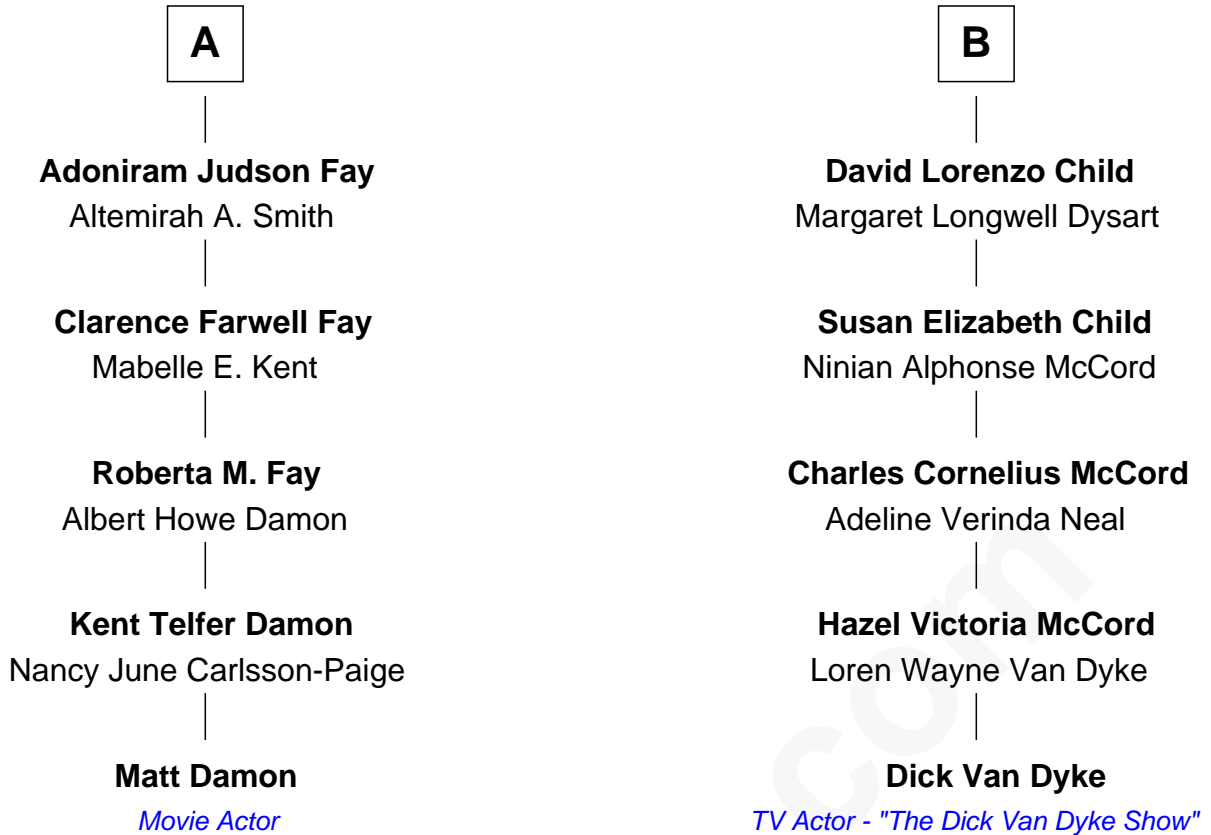 A
B
Adoniram Judson Fay
Altemirah A. Smith
David Lorenzo Child
Margaret Longwell Dysart
Clarence Farwell Fay
Mabelle E. Kent
Susan Elizabeth Child
Ninian Alphonse McCord
Roberta M. Fay
Albert Howe Damon
Charles Cornelius McCord
Adeline Verinda Neal
Kent Telfer Damon
Nancy June Carlsson-Paige
Hazel Victoria McCord
Loren Wayne Van Dyke
Matt Damon
Movie Actor
Dick Van Dyke
TV Actor - "The Dick Van Dyke Show"
com